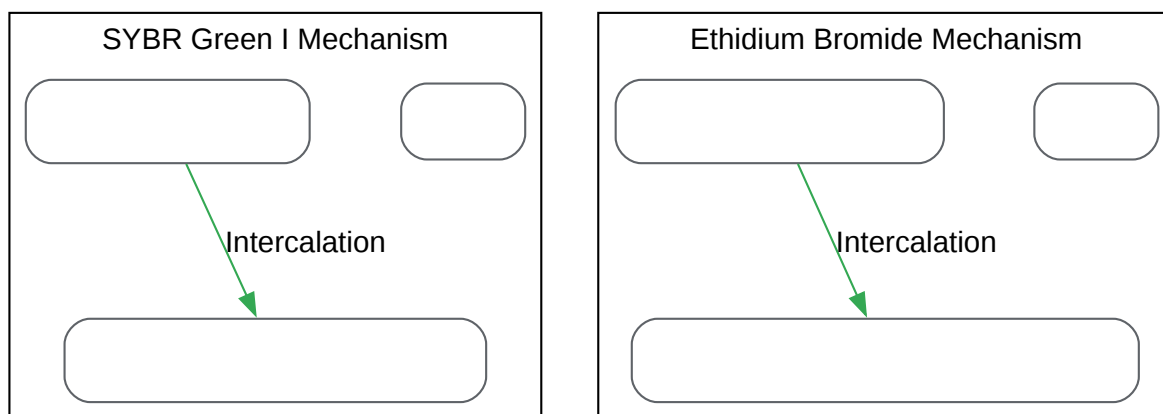 SYBR Green I Mechanism
Ethidium Bromide Mechanism
Intercalation
Intercalation